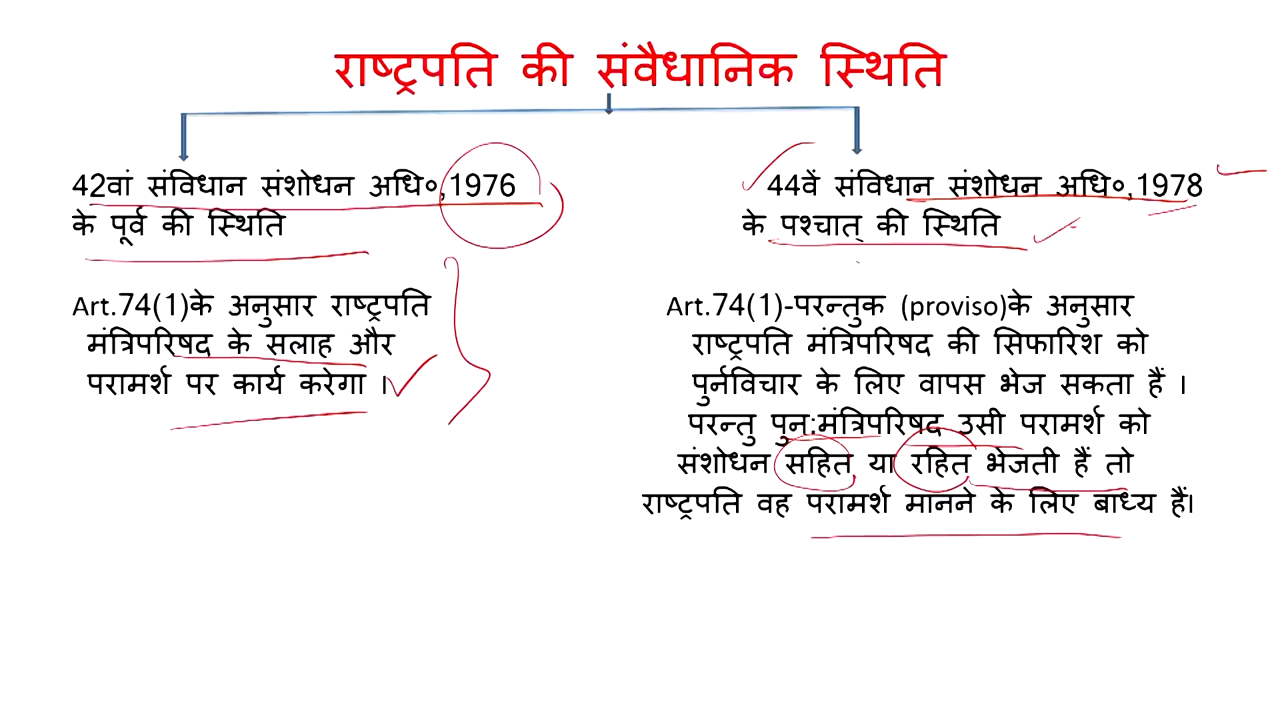 राष्ट्रपति की संवैधानिक स्थिति
42वां संविधान संशोधन अधि०,1976
के पूर्व की स्थिति
Art.74(1)के अनुसार राष्ट्रपति
मंत्रिपरिषद के सलाह और
परामर्श पर कार्य करेगा ।
44वें संविधान संशोधन अधि०,1978
के पश्चात् की स्थिति
Art.74(1)-परन्तुक (proviso)के अनुसार
राष्ट्रपति मंत्रिपरिषद की सिफारिश को
पुर्नविचार के लिए वापस भेज सकता हैं ।
परन्तु पुन:मंत्रिपरिषद उसी परामर्श को
संशोधन सहित या रहित भेजती हैं तो
राष्ट्रपति वह परामर्श मानने के लिए बाध्य हैं।